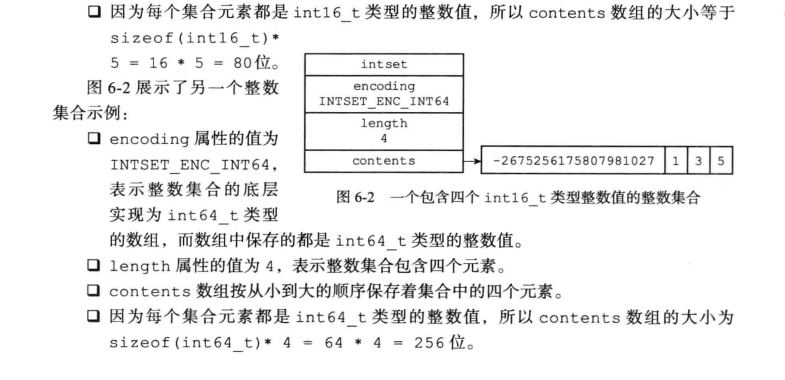 ❑ 因为每个集合元素都是 int16_t 类型的整数值，所以 contents 数组的大小等于
sizeof(int16_t)*
5 = 16 * 5 = 80位。
图 6-2 展示了另一个整数
集合示例：
❑ encoding 属性的值为
INTSET_ENC_INT64，
表示整数集合的底层
实现为 int64_t 类型
的数组，而数组中保存的都是 int64_t 类型的整数值。
intset
encoding
INTSET_ENC_INT64
length
4
contents
-2675256175807981027 1 3 5
图 6-2 一个包含四个 int16_t 类型整数值的整数集合
❑ length 属性的值为 4，表示整数集合包含四个元素。
❑ contents 数组按从小到大的顺序保存着集合中的四个元素。
❑ 因为每个集合元素都是 int64_t 类型的整数值，所以 contents 数组的大小为
sizeof(int64_t)* 4 = 64 * 4 = 256 位。